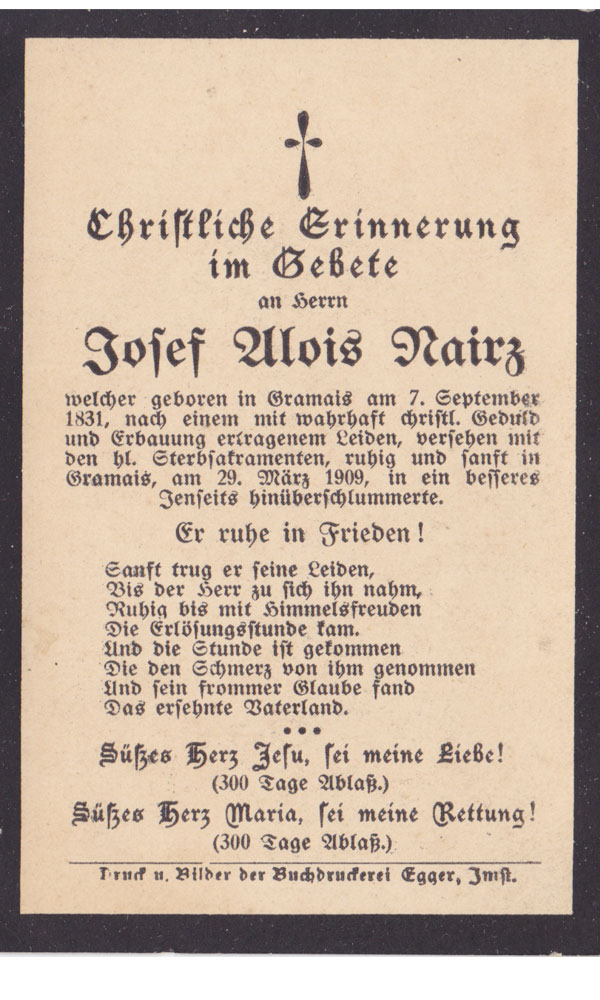 Christliche Erinnerung
im Gebete
an Herrn
Josef Alois Nairz
welcher geboren in Gramais am 7. September
1831, nach einem mit wahrhaft christl. Geduld
und Erbauung ertragenem Leiden, versehen mit
den hl. Sterbsakramenten, ruhig und sanft in
Gramais, am 29. März 1909, in ein besseres
Jenseits hinüberschlummerte.
Er ruhe in Frieden!
Sanft trug er seine Leiden,
Bis der Herr zu sich ihn nahm,
Ruhig bis mit Himmelsfreuden
Die Erlösungsstunde kam.
Und die Stunde ist gekommen
Die den Schmerz von ihm genommen
Und sein frommer Glaube fand
Das ersehnte Vaterland.
Süßes Herz Jesu, sei meine Liebe!
(300 Tage Ablaß.)
Süßes Herz Maria, sei meine Rettung!
(300 Tage Ablaß.)
Druck u. Bilder der Buchdruckerei Egger, Imst.